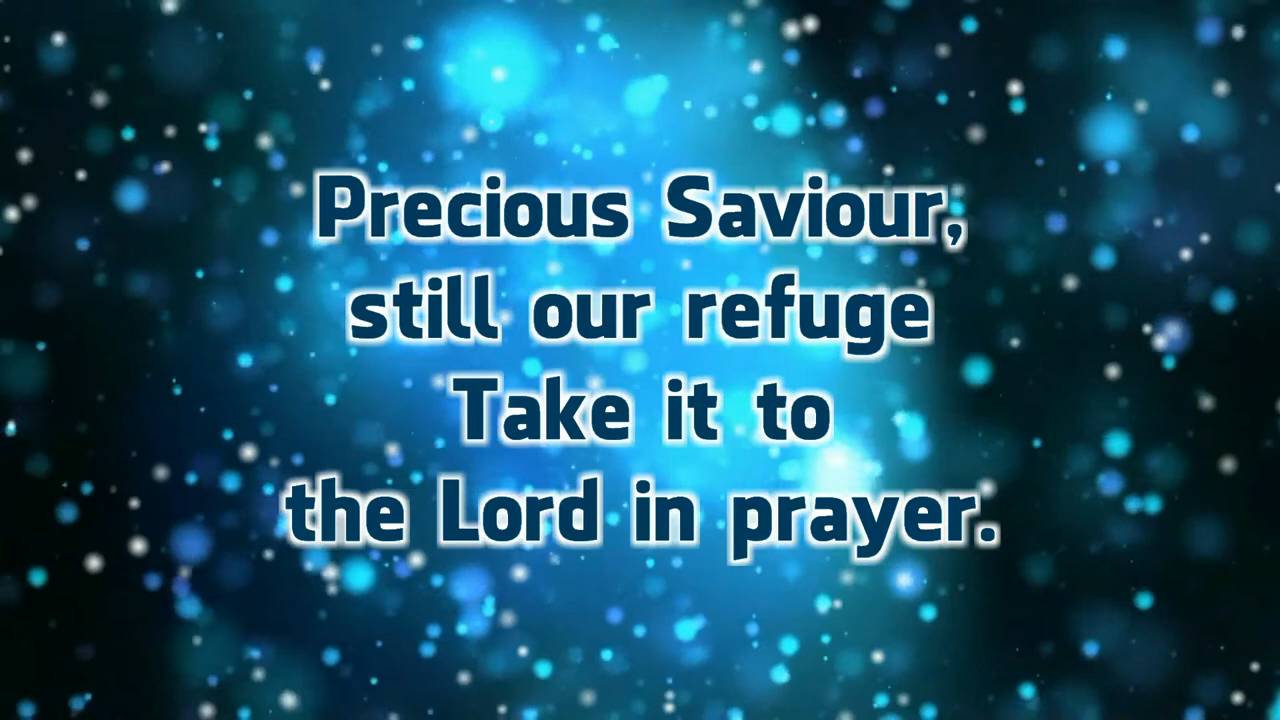 Precious Saviour,
still our refuge
Take it to
the Lord in prayer.